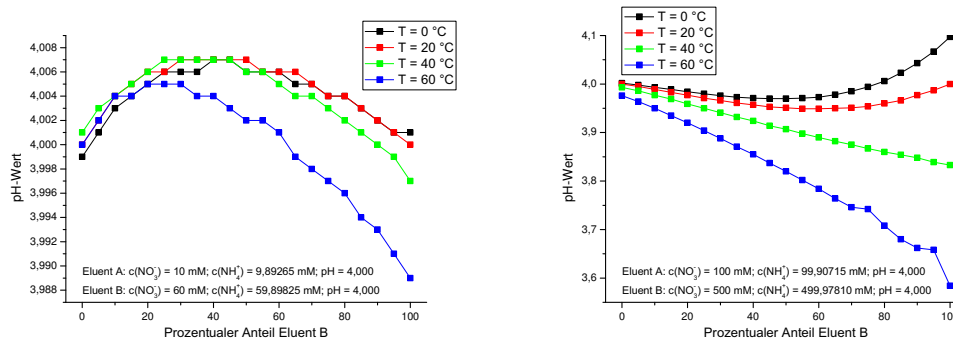 T = 0 °C
T = 20 °C
T = 40 °C
T = 60 °C
4,008
4,006
4,004
4,002
4,000
3,998
3,996
3,994
3,992
3,990
3,988
pH-Wert
Eluent A: c(NO₃⁻) = 10 mM; c(NH₄⁺) = 9,89265 mM; pH = 4,000
Eluent B: c(NO₃⁻) = 60 mM; c(NH₄⁺) = 59,89825 mM; pH = 4,000
0 20 40 60 80 100
Prozentualer Anteil Eluent B
T = 0 °C
T = 20 °C
T = 40 °C
T = 60 °C
4,1
4,0
3,9
3,8
3,7
3,6
pH-Wert
Eluent A: c(NO₃⁻) = 100 mM; c(NH₄⁺) = 99,90715 mM; pH = 4,000
Eluent B: c(NO₃⁻) = 500 mM; c(NH₄⁺) = 499,97810 mM; pH = 4,000
0 20 40 60 80 100
Prozentualer Anteil Eluent B